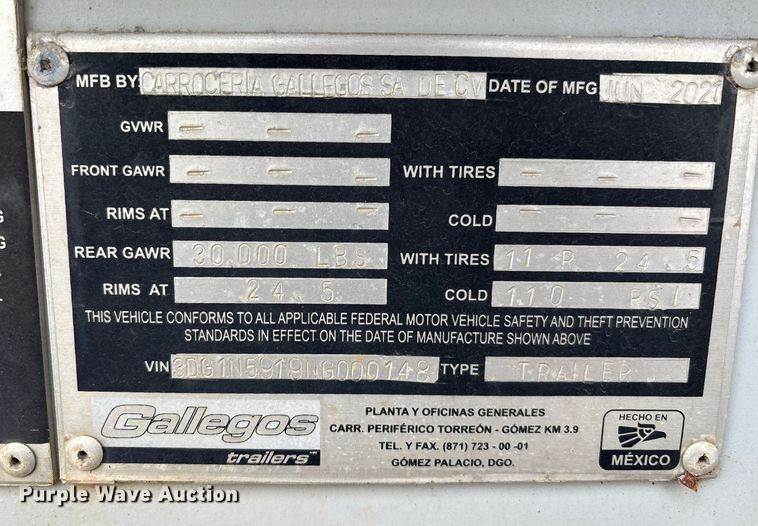 MFB BY: CARROCERIA GALLEGOS SA DE CV DATE OF MFG JUN 2021
GVWR - - -
FRONT GAWR - - - WITH TIRES - - -
RIMS AT - - - COLD - - -
REAR GAWR 30,000 LBS WITH TIRES 11 R 24.5
RIMS AT 24.5 COLD 110 PSI
THIS VEHICLE CONFORMS TO ALL APPLICABLE FEDERAL MOTOR VEHICLE SAFETY AND THEFT PREVENTION
STANDARDS IN EFFECT ON THE DATE OF MANUFACTURE SHOWN ABOVE
VIN 3DG1N5919NG000148 TYPE TRAILER
Gallegos
trailers
PLANTA Y OFICINAS GENERALES
CARR. PERIFÉRICO TORREÓN - GÓMEZ KM 3.9
TEL. Y FAX. (871) 723 - 00 -01
GÓMEZ PALACIO, DGO.
HECHO EN
MÉXICO
Purple Wave Auction